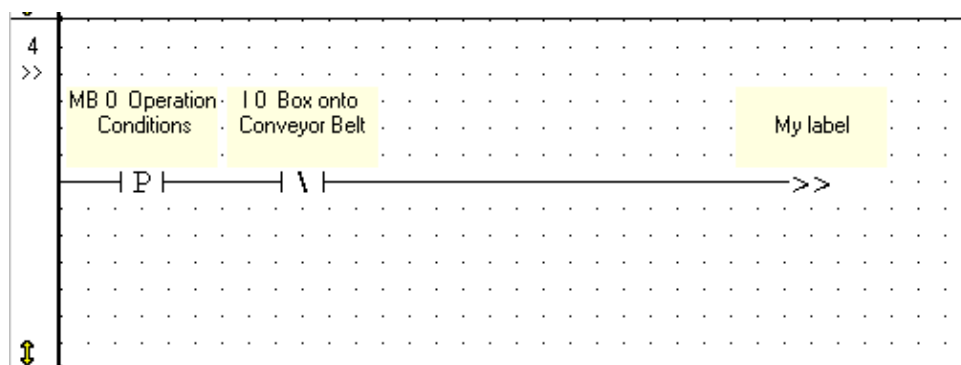 4
>>
MB 0 Operation
Conditions
I 0 Box onto
Conveyor Belt
My label
P
>>